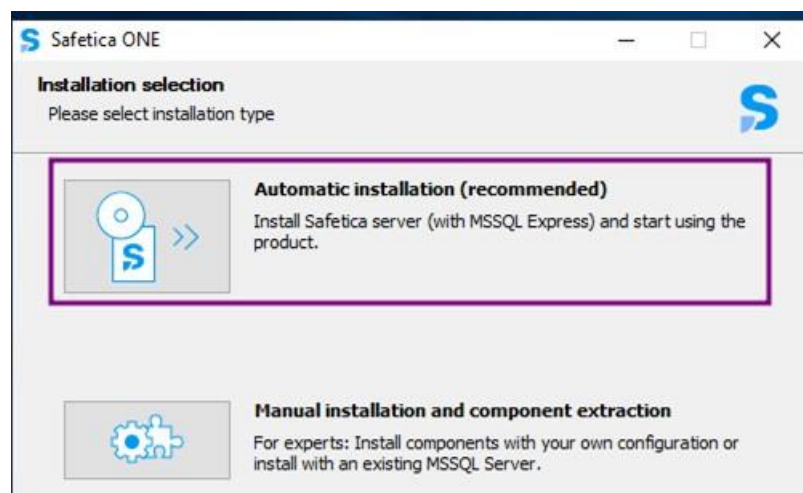 Safetica ONE
Installation selection
Please select installation type
Automatic installation (recommended)
Install Safetica server (with MSSQL Express) and start using the
product.
Manual installation and component extraction
For experts: Install components with your own configuration or
install with an existing MSSQL Server.